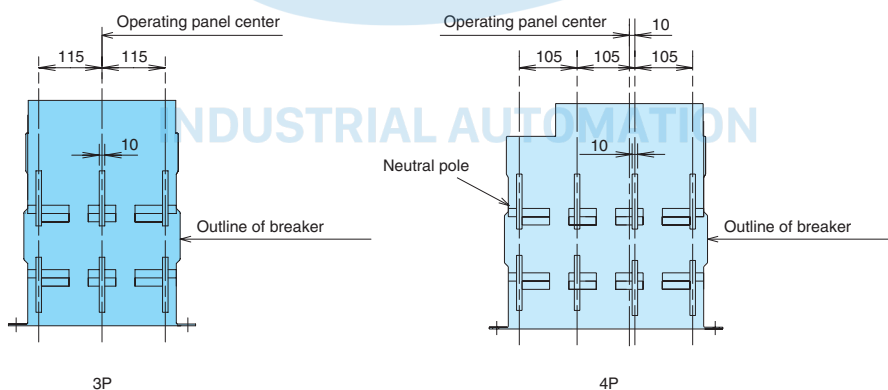 Operating panel center
115
115
10
Outline of breaker
3P
Operating panel center
10
105
105
105
10
Neutral pole
Outline of breaker
4P
INDUSTRIAL AUTOMATION